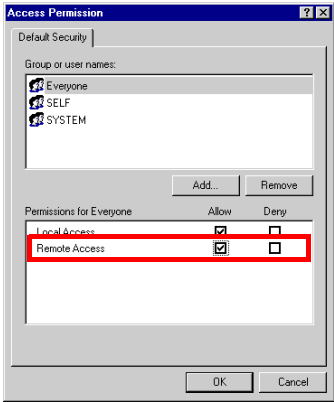 Access Permission
Default Security
Group or user names:
Everyone
SELF
SYSTEM
Add...
Remove
Permissions for Everyone Allow Deny
Local Access
Remote Access
OK
Cancel